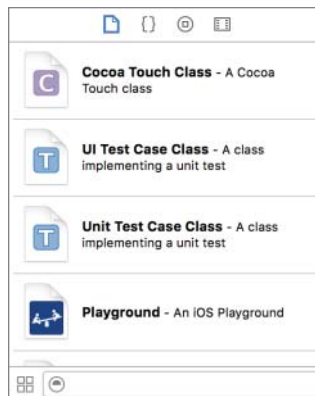 {}
C
Cocoa Touch Class - A Cocoa
Touch class
T
UI Test Case Class - A class
implementing a unit test
T
Unit Test Case Class - A class
implementing a unit test
Playground - An iOS Playground